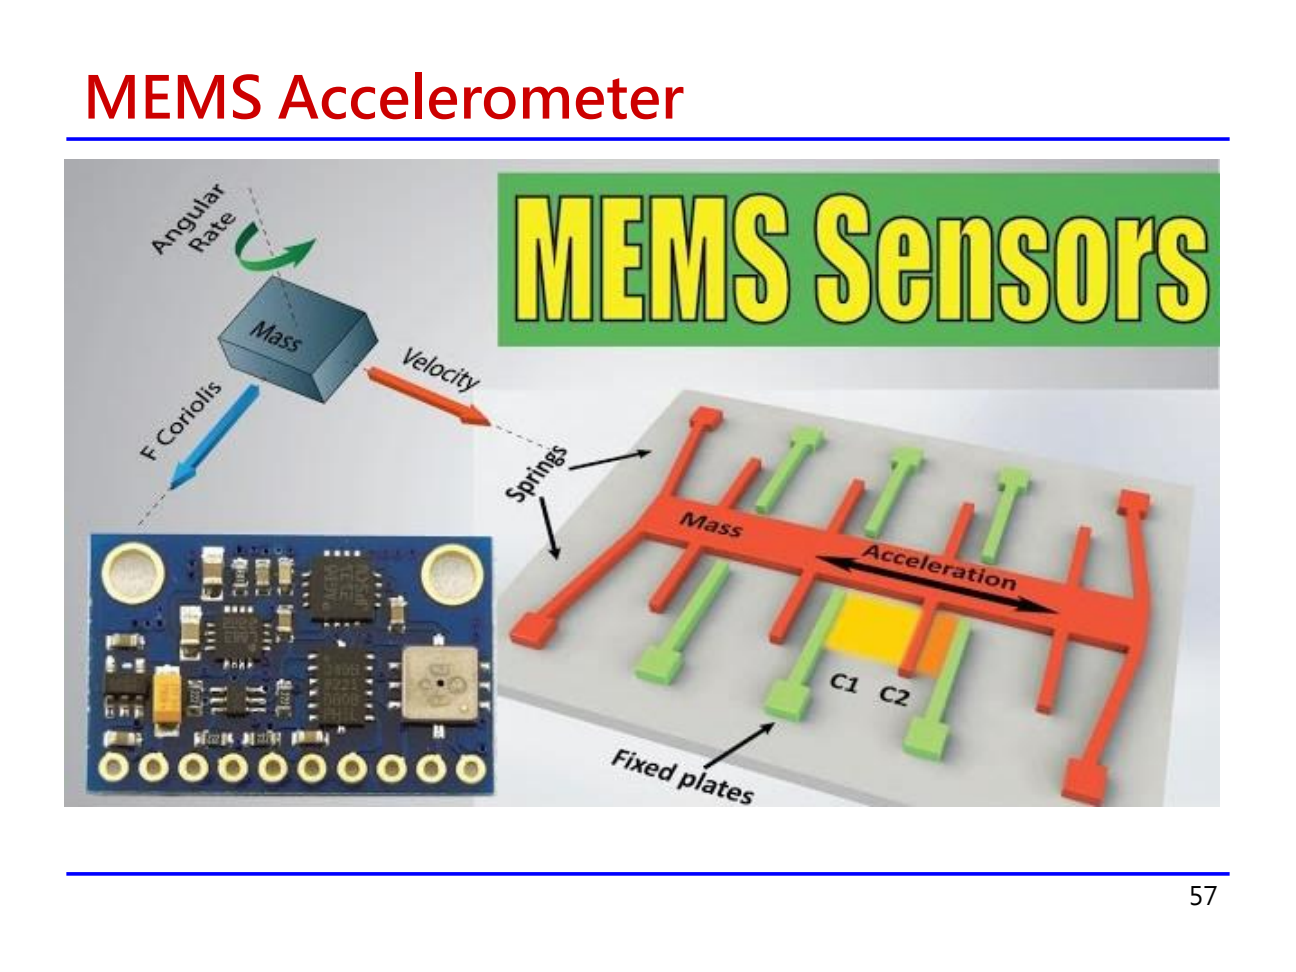 MEMS Accelerometer
MEMS Sensors
Angular
Rate
Mass
Velocity
F Coriolis
Springs
Mass
Acceleration
C1 C2
Fixed plates
57